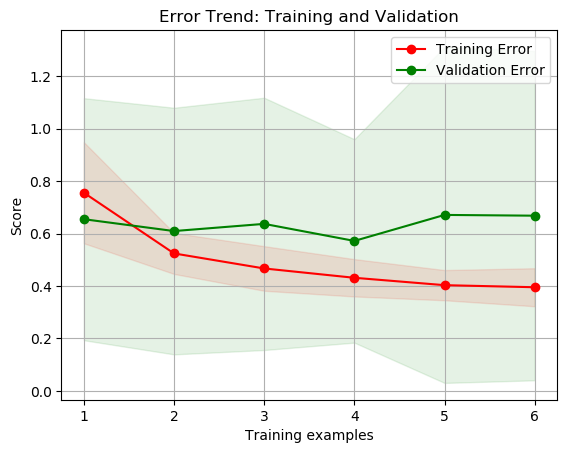 Error Trend: Training and Validation
Training Error
Validation Error
Score
1.2
1.0
0.8
0.6
0.4
0.2
0.0
1 2 3 4 5 6
Training examples